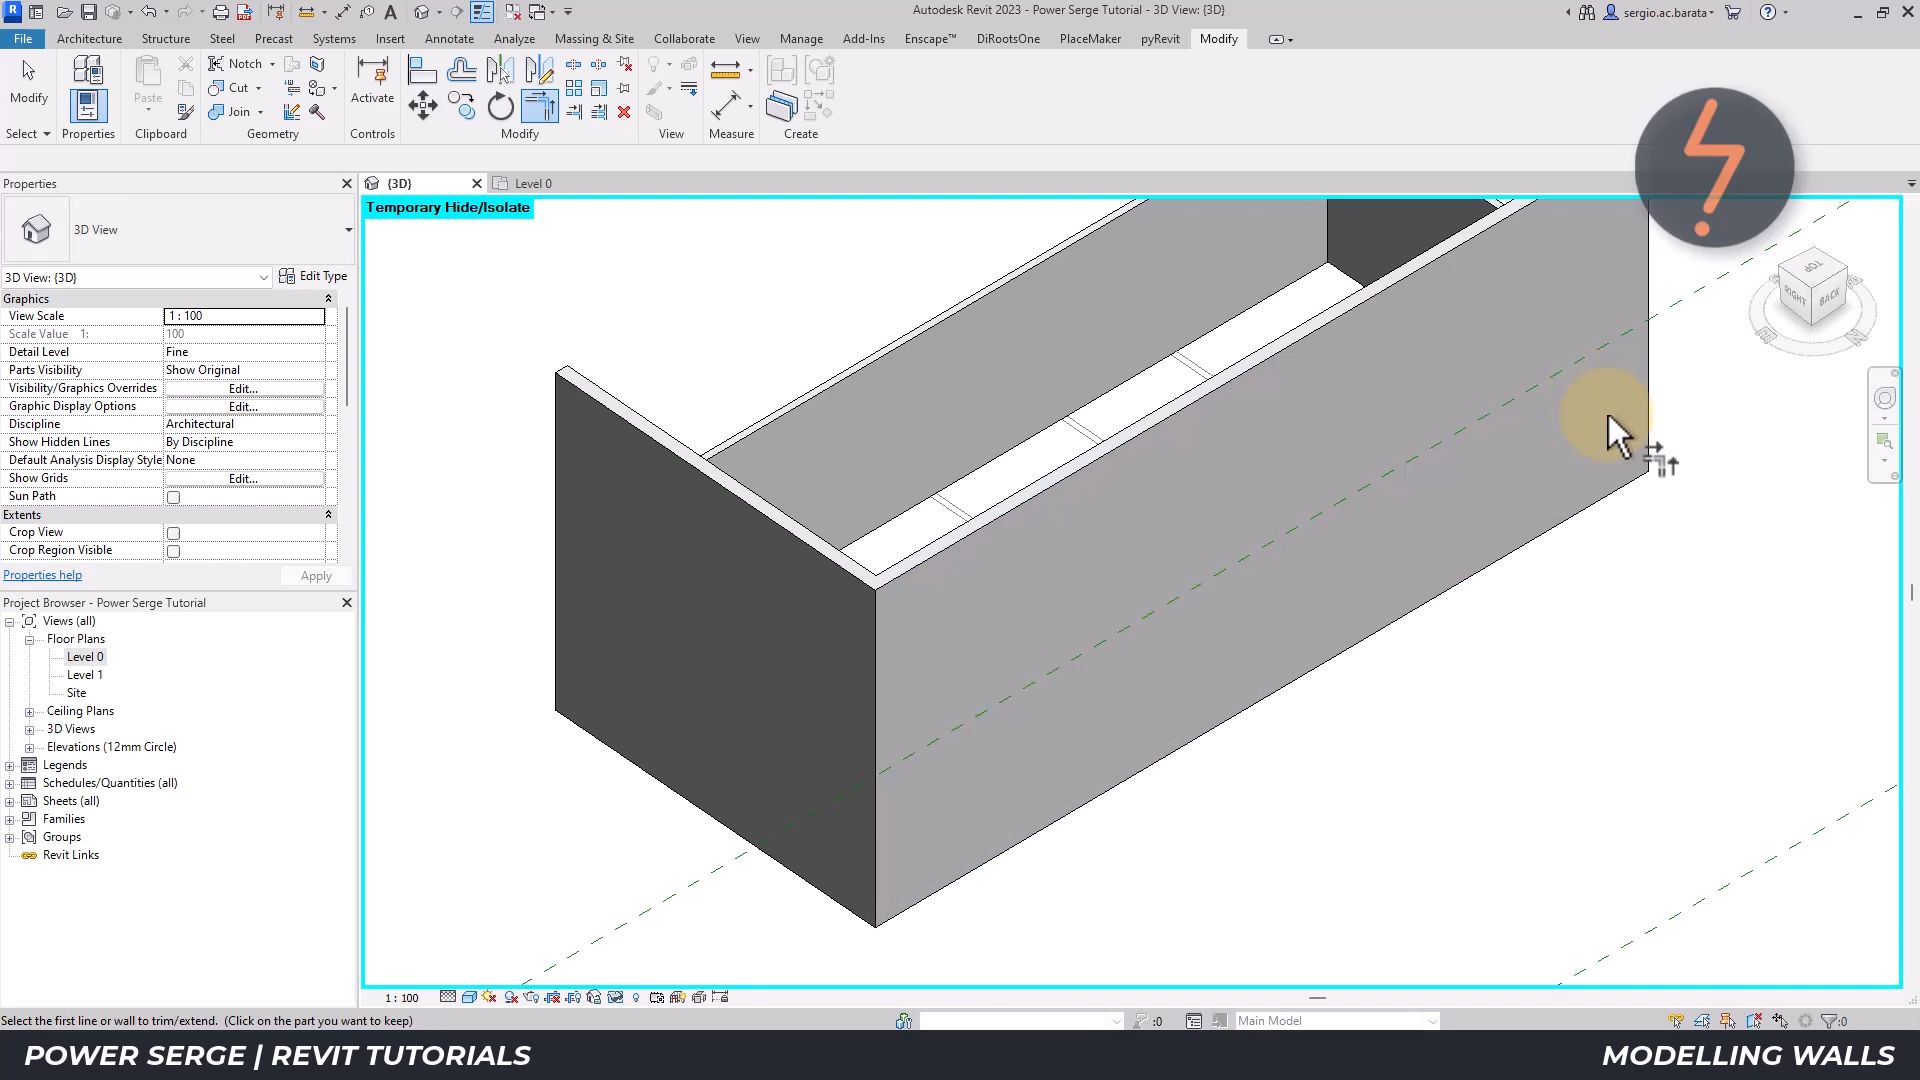 Autodesk Revit 2023 - Power Serge Tutorial - 3D View: {3D}
sergio.ac.barata
File Architecture Structure Steel Precast Systems Insert Annotate Analyze Massing & Site Collaborate View Manage Add-Ins Enscape™ DiRootsOne PlaceMaker pyRevit Modify
Modify
Paste
Notch
Cut
Join
Activate
Select Properties Clipboard Geometry Controls Modify View Measure Create
Properties
{3D}
Level 0
Temporary Hide/Isolate
3D View
3D View: {3D}
Edit Type
Graphics
View Scale 1 : 100
Scale Value 1: 100
Detail Level Fine
Parts Visibility Show Original
Visibility/Graphics Overrides Edit...
Graphic Display Options Edit...
Discipline Architectural
Show Hidden Lines By Discipline
Default Analysis Display Style None
Show Grids Edit...
Sun Path
Extents
Crop View
Crop Region Visible
Properties help Apply
TOP
RIGHT
BACK
Project Browser - Power Serge Tutorial
Views (all)
Floor Plans
Level 0
Level 1
Site
Ceiling Plans
3D Views
Elevations (12mm Circle)
Legends
Schedules/Quantities (all)
Sheets (all)
Families
Groups
Revit Links
1 : 100
Select the first line or wall to trim/extend. (Click on the part you want to keep)
:0
Main Model
:0
POWER SERGE | REVIT TUTORIALS
MODELLING WALLS